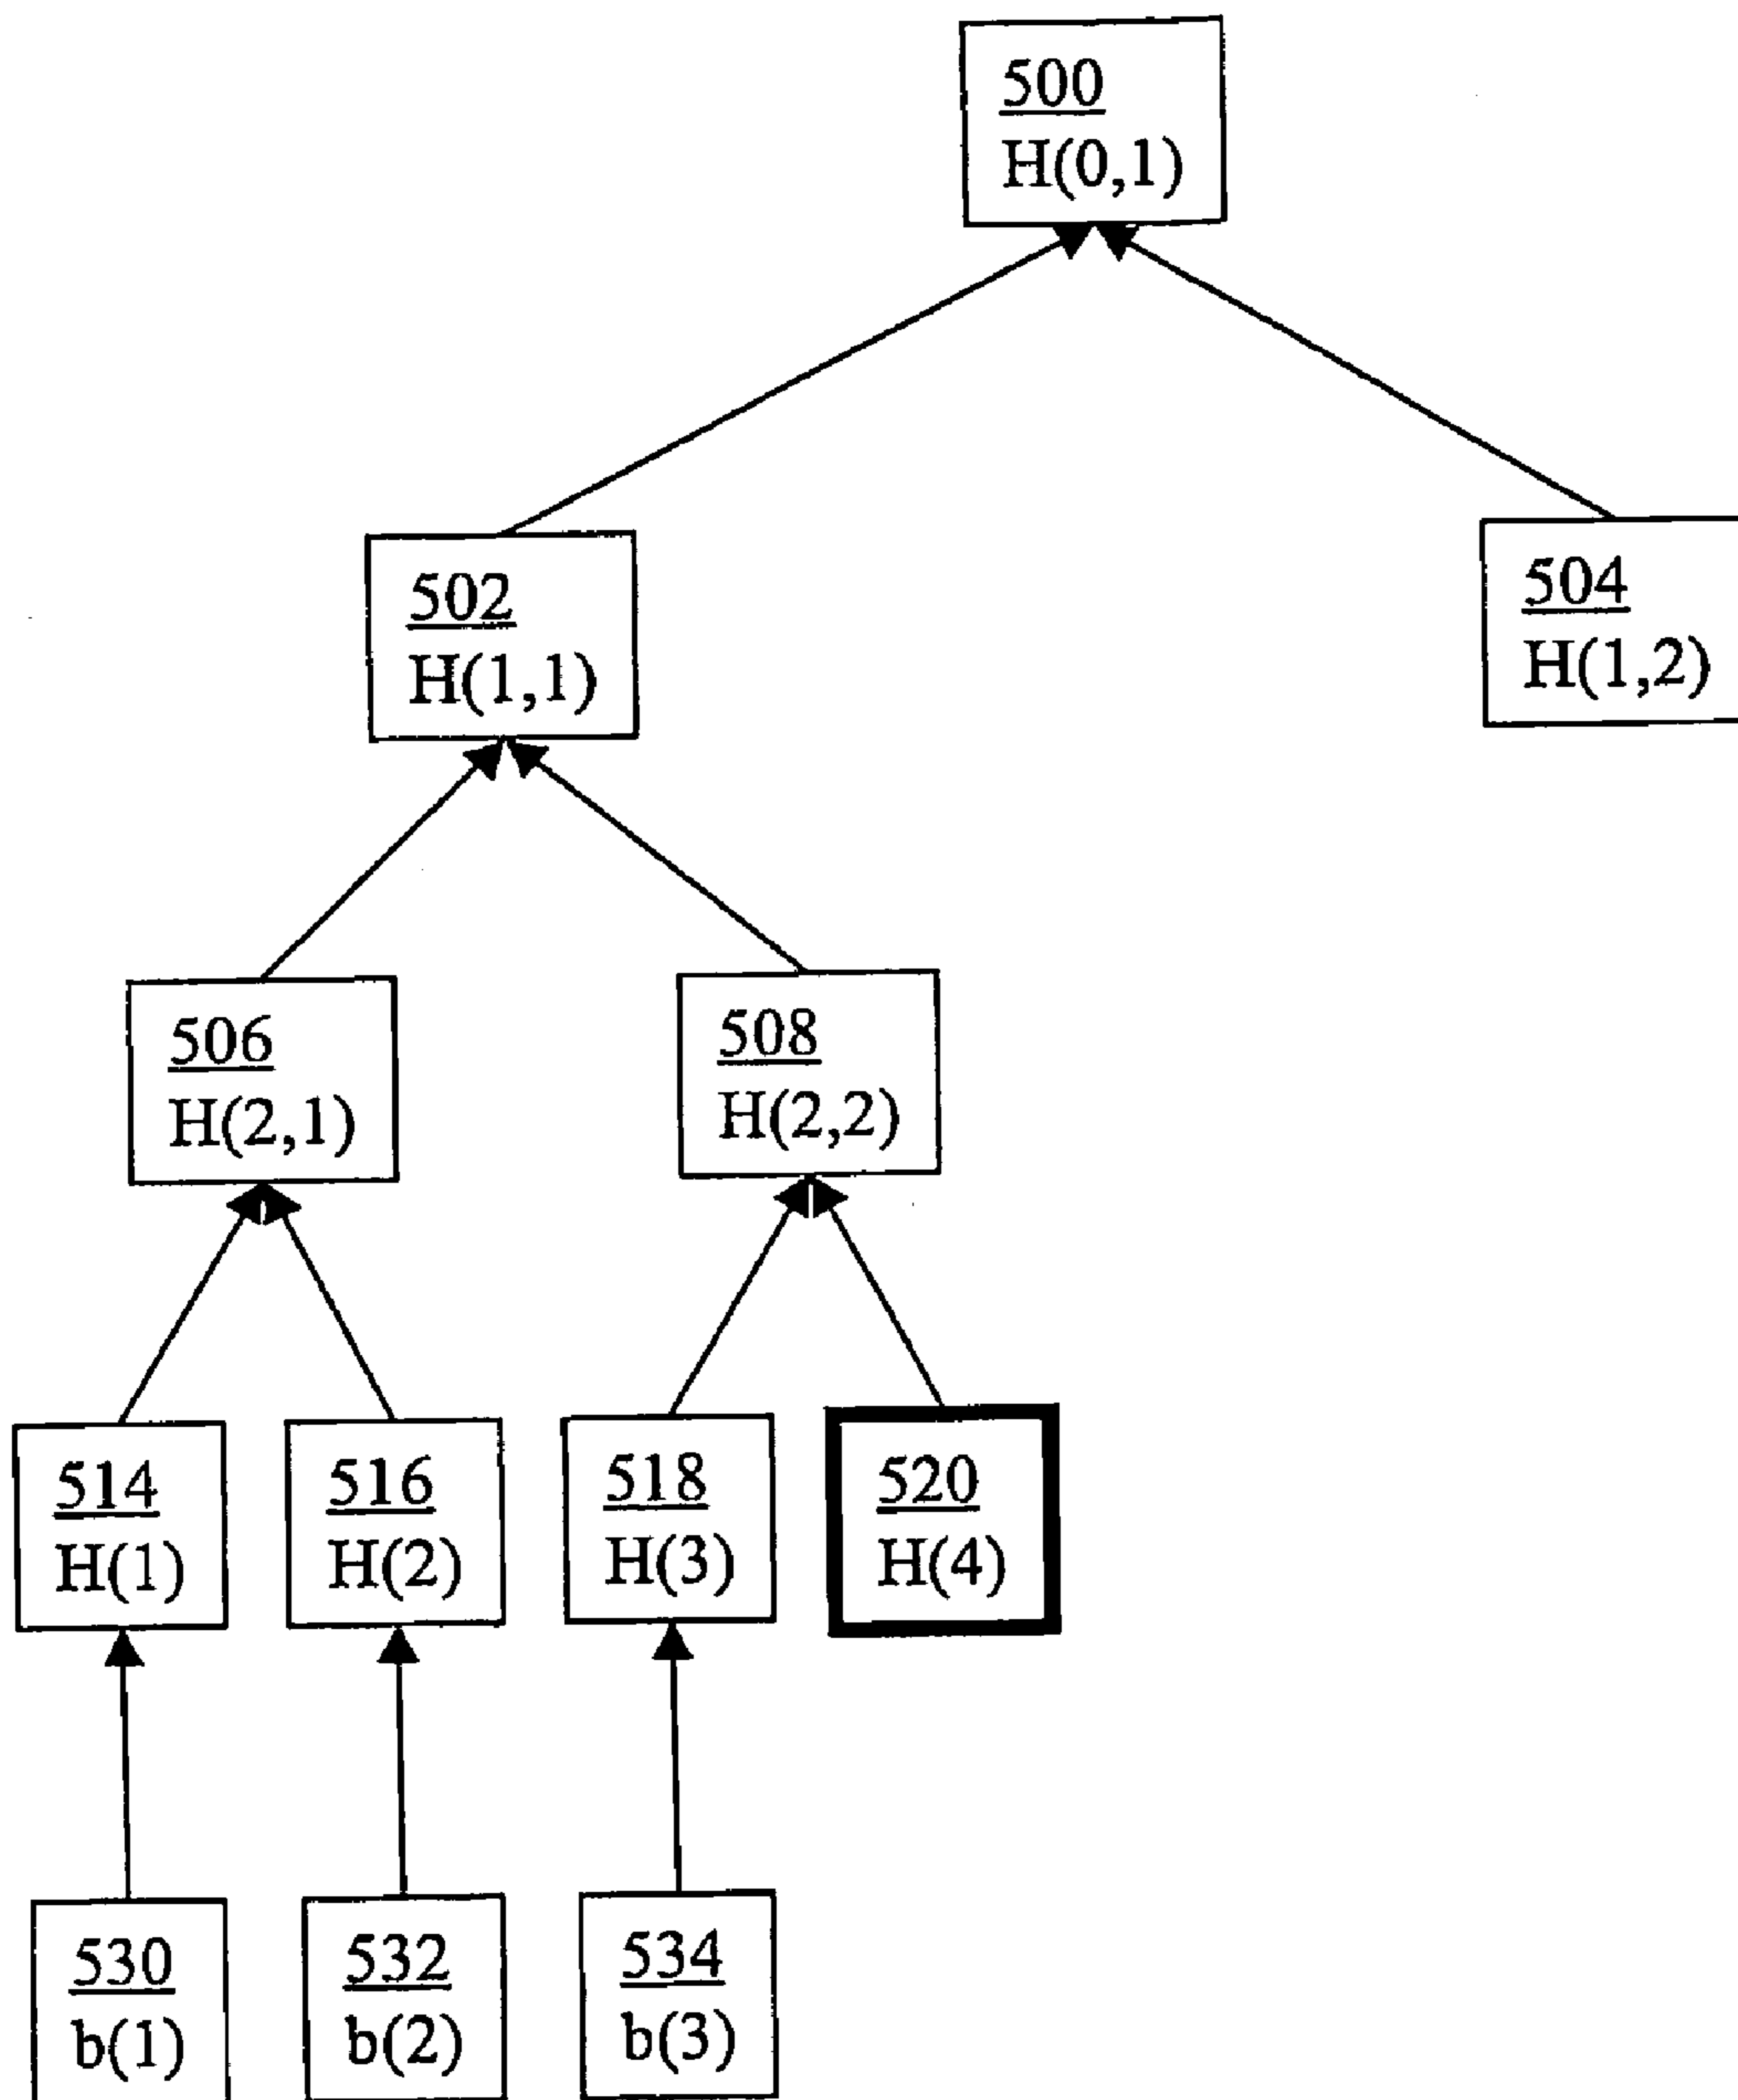 500
H(0,1)
502
H(1,1)
504
H(1,2)
506
H(2,1)
508
H(2,2)
514
H(1)
516
H(2)
518
H(3)
520
H(4)
530
b(1)
532
b(2)
534
b(3)